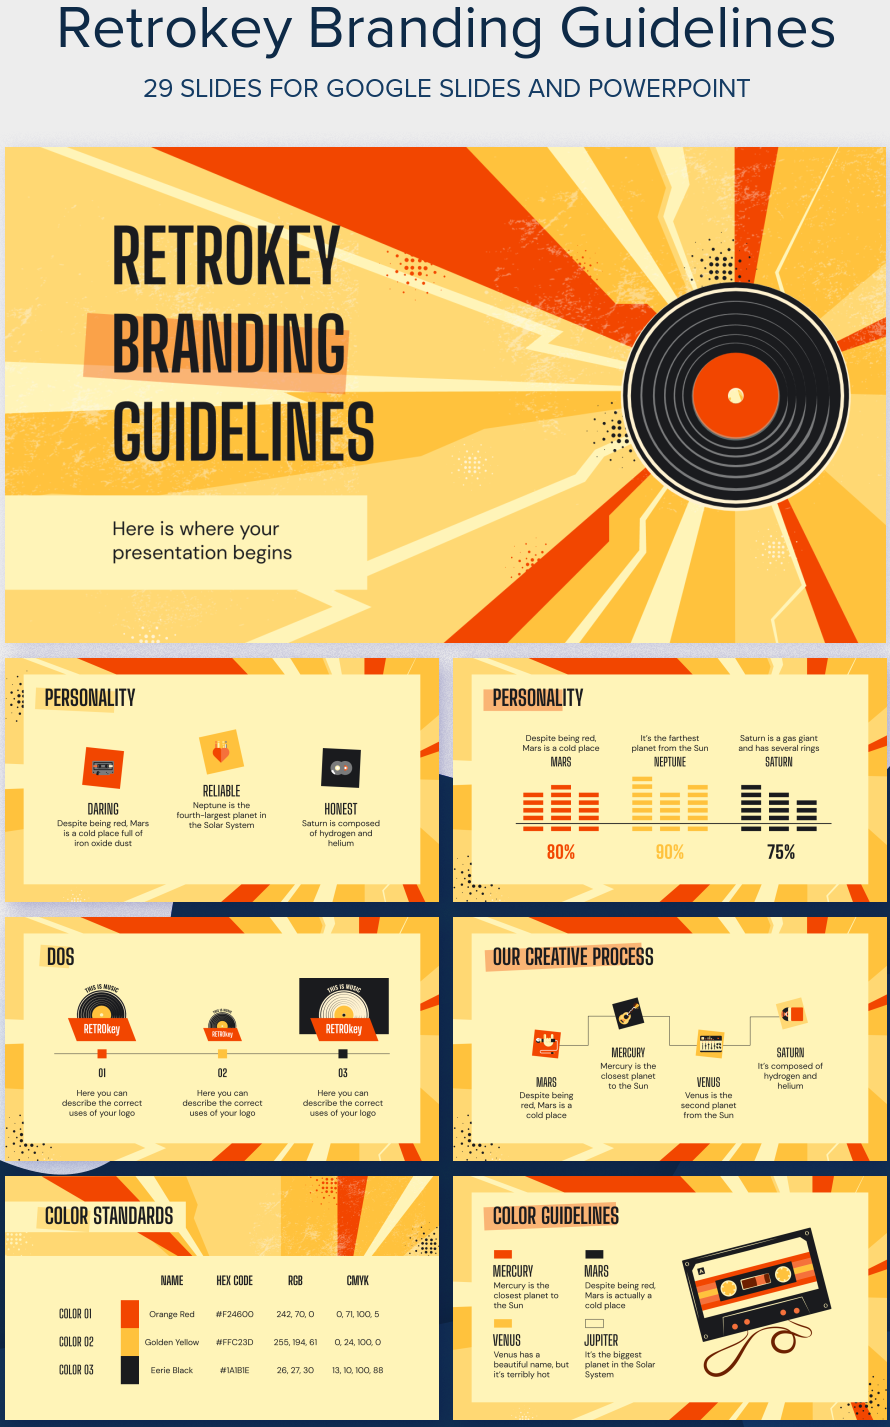 Retrokey Branding Guidelines
29 SLIDES FOR GOOGLE SLIDES AND POWERPOINT
RETROKEY
BRANDING
GUIDELINES
Here is where your
presentation begins
PERSONALITY
DARING
Despite being red, Mars
is a cold place full of
iron oxide dust
RELIABLE
Neptune is the
fourth-largest planet in
the Solar System
HONEST
Saturn is composed
of hydrogen and
helium
PERSONALITY
Despite being red,
Mars is a cold place
MARS
80%
It's the farthest
planet from the Sun
NEPTUNE
90%
Saturn is a gas giant
and has several rings
SATURN
75%
DOS
THIS IS MUSIC
RETROkey
01
Here you can
describe the correct
uses of your logo
THIS IS MUSIC
RETROkey
02
Here you can
describe the correct
uses of your logo
THIS IS MUSIC
RETROkey
03
Here you can
describe the correct
uses of your logo
OUR CREATIVE PROCESS
MARS
Despite being
red, Mars is a
cold place
MERCURY
Mercury is the
closest planet
to the Sun
VENUS
Venus is the
second planet
from the Sun
SATURN
It's composed of
hydrogen and
helium
COLOR STANDARDS
NAME HEX CODE RGB CMYK
COLOR 01 Orange Red #F24600 242, 70, 0 0, 71, 100, 5
COLOR 02 Golden Yellow #FFC23D 255, 194, 61 0, 24, 100, 0
COLOR 03 Eerie Black #1A1B1E 26, 27, 30 13, 10, 100, 88
COLOR GUIDELINES
MERCURY
Mercury is the
closest planet to
the Sun
MARS
Despite being red,
Mars is actually a
cold place
VENUS
Venus has a
beautiful name, but
it's terribly hot
JUPITER
It's the biggest
planet in the Solar
System
A